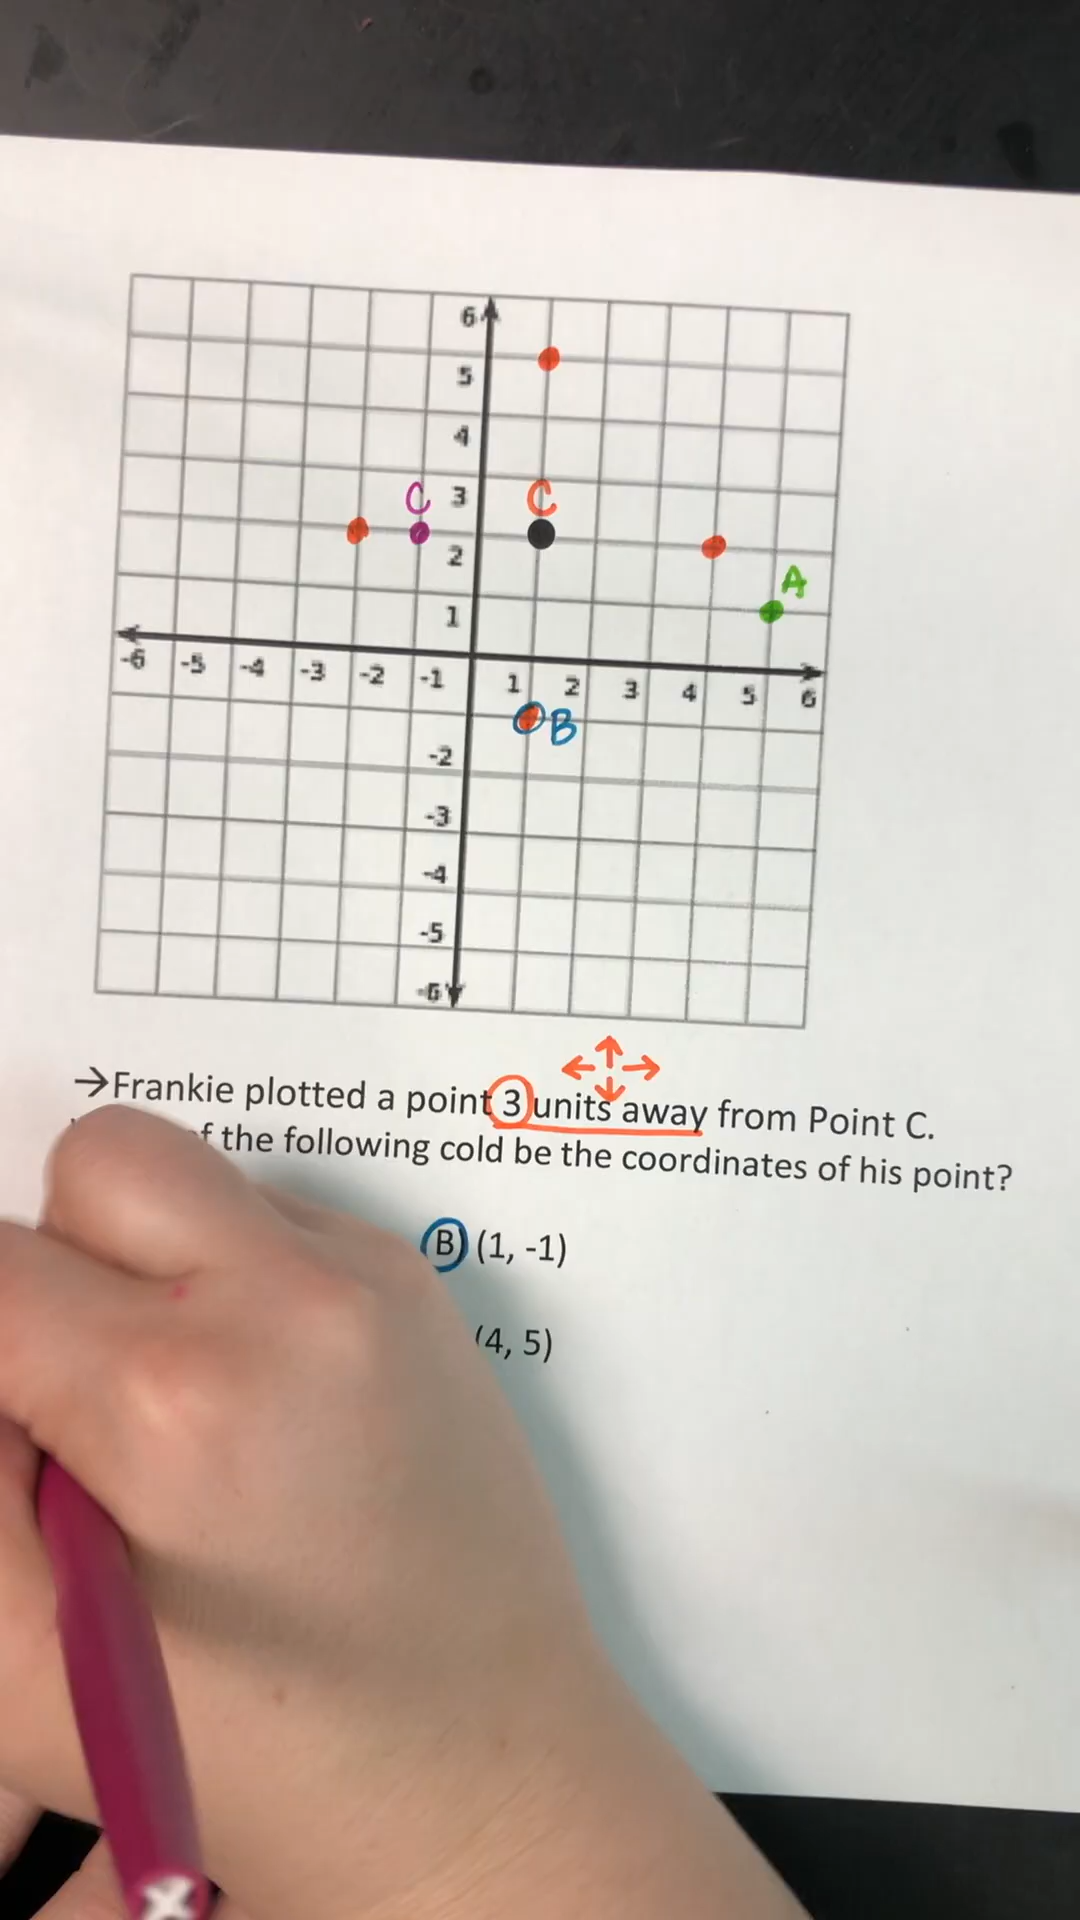 6
5
4
C 3 C
2
A
1
-6 -5 -4 -3 -2 -1 1 2 3 4 5 6
B
-2
-3
-4
-5
-6
→Frankie plotted a point 3 units away from Point C.
the following cold be the coordinates of his point?
B) (1, -1)
(4, 5)